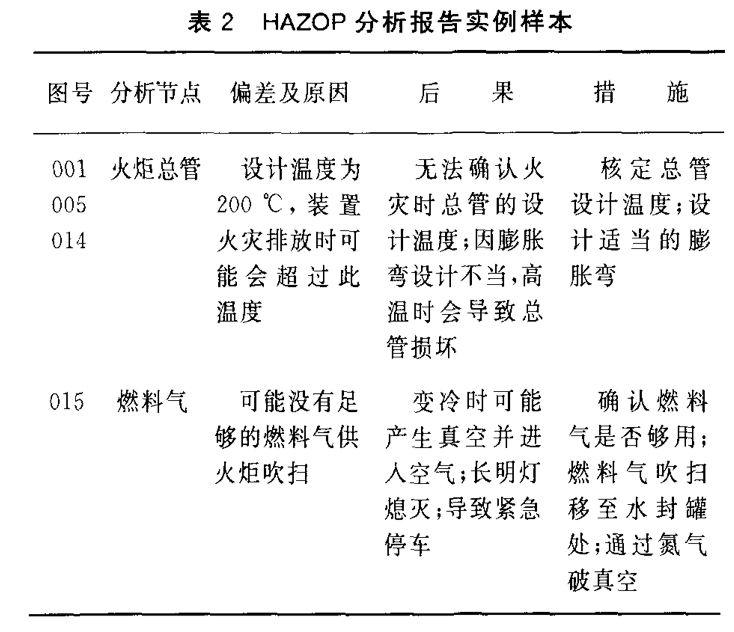 表 2 HAZOP 分析报告实例样本
图号 分析节点 偏差及原因 后 果 措 施
001 火炬总管 设计温度为 无法确认火 核定总管
005 200 ℃,装置 灾时总管的设 设计温度;设
014 火灾排放时可 计温度;因膨胀 计适当的膨
能会超过此 弯设计不当,高 胀弯
温度 温时会导致总
管损坏
015 燃料气 可能没有足 变冷时可能 确认燃料
够的燃料气供 产生真空并进 气是否够用;
火炬吹扫 入空气;长明灯 燃料气吹扫
熄灭;导致紧急 移至水封罐
停车 处;通过氮气
破真空